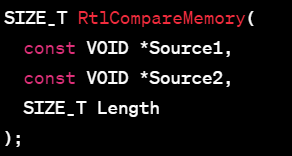 SIZE_T RtlCompareMemory(
  const VOID *Source1,
  const VOID *Source2,
  SIZE_T Length
);